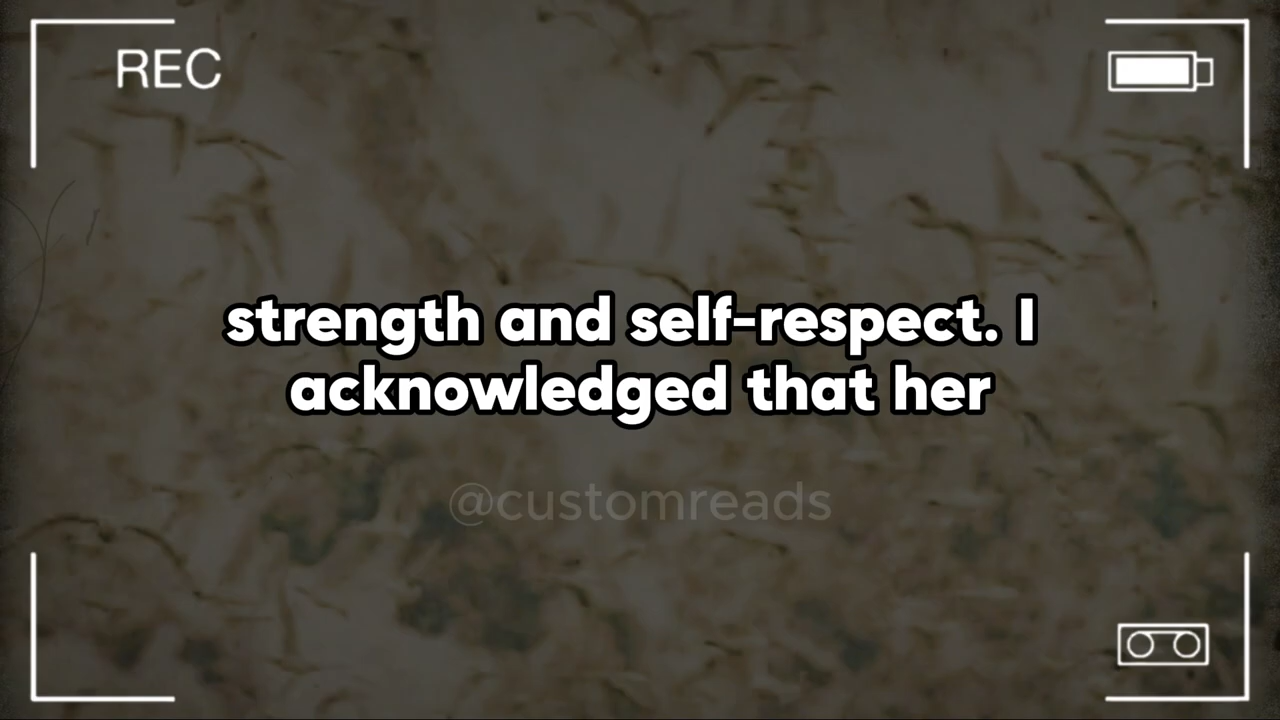 REC
strength and self-respect. I
acknowledged that her
@customreads